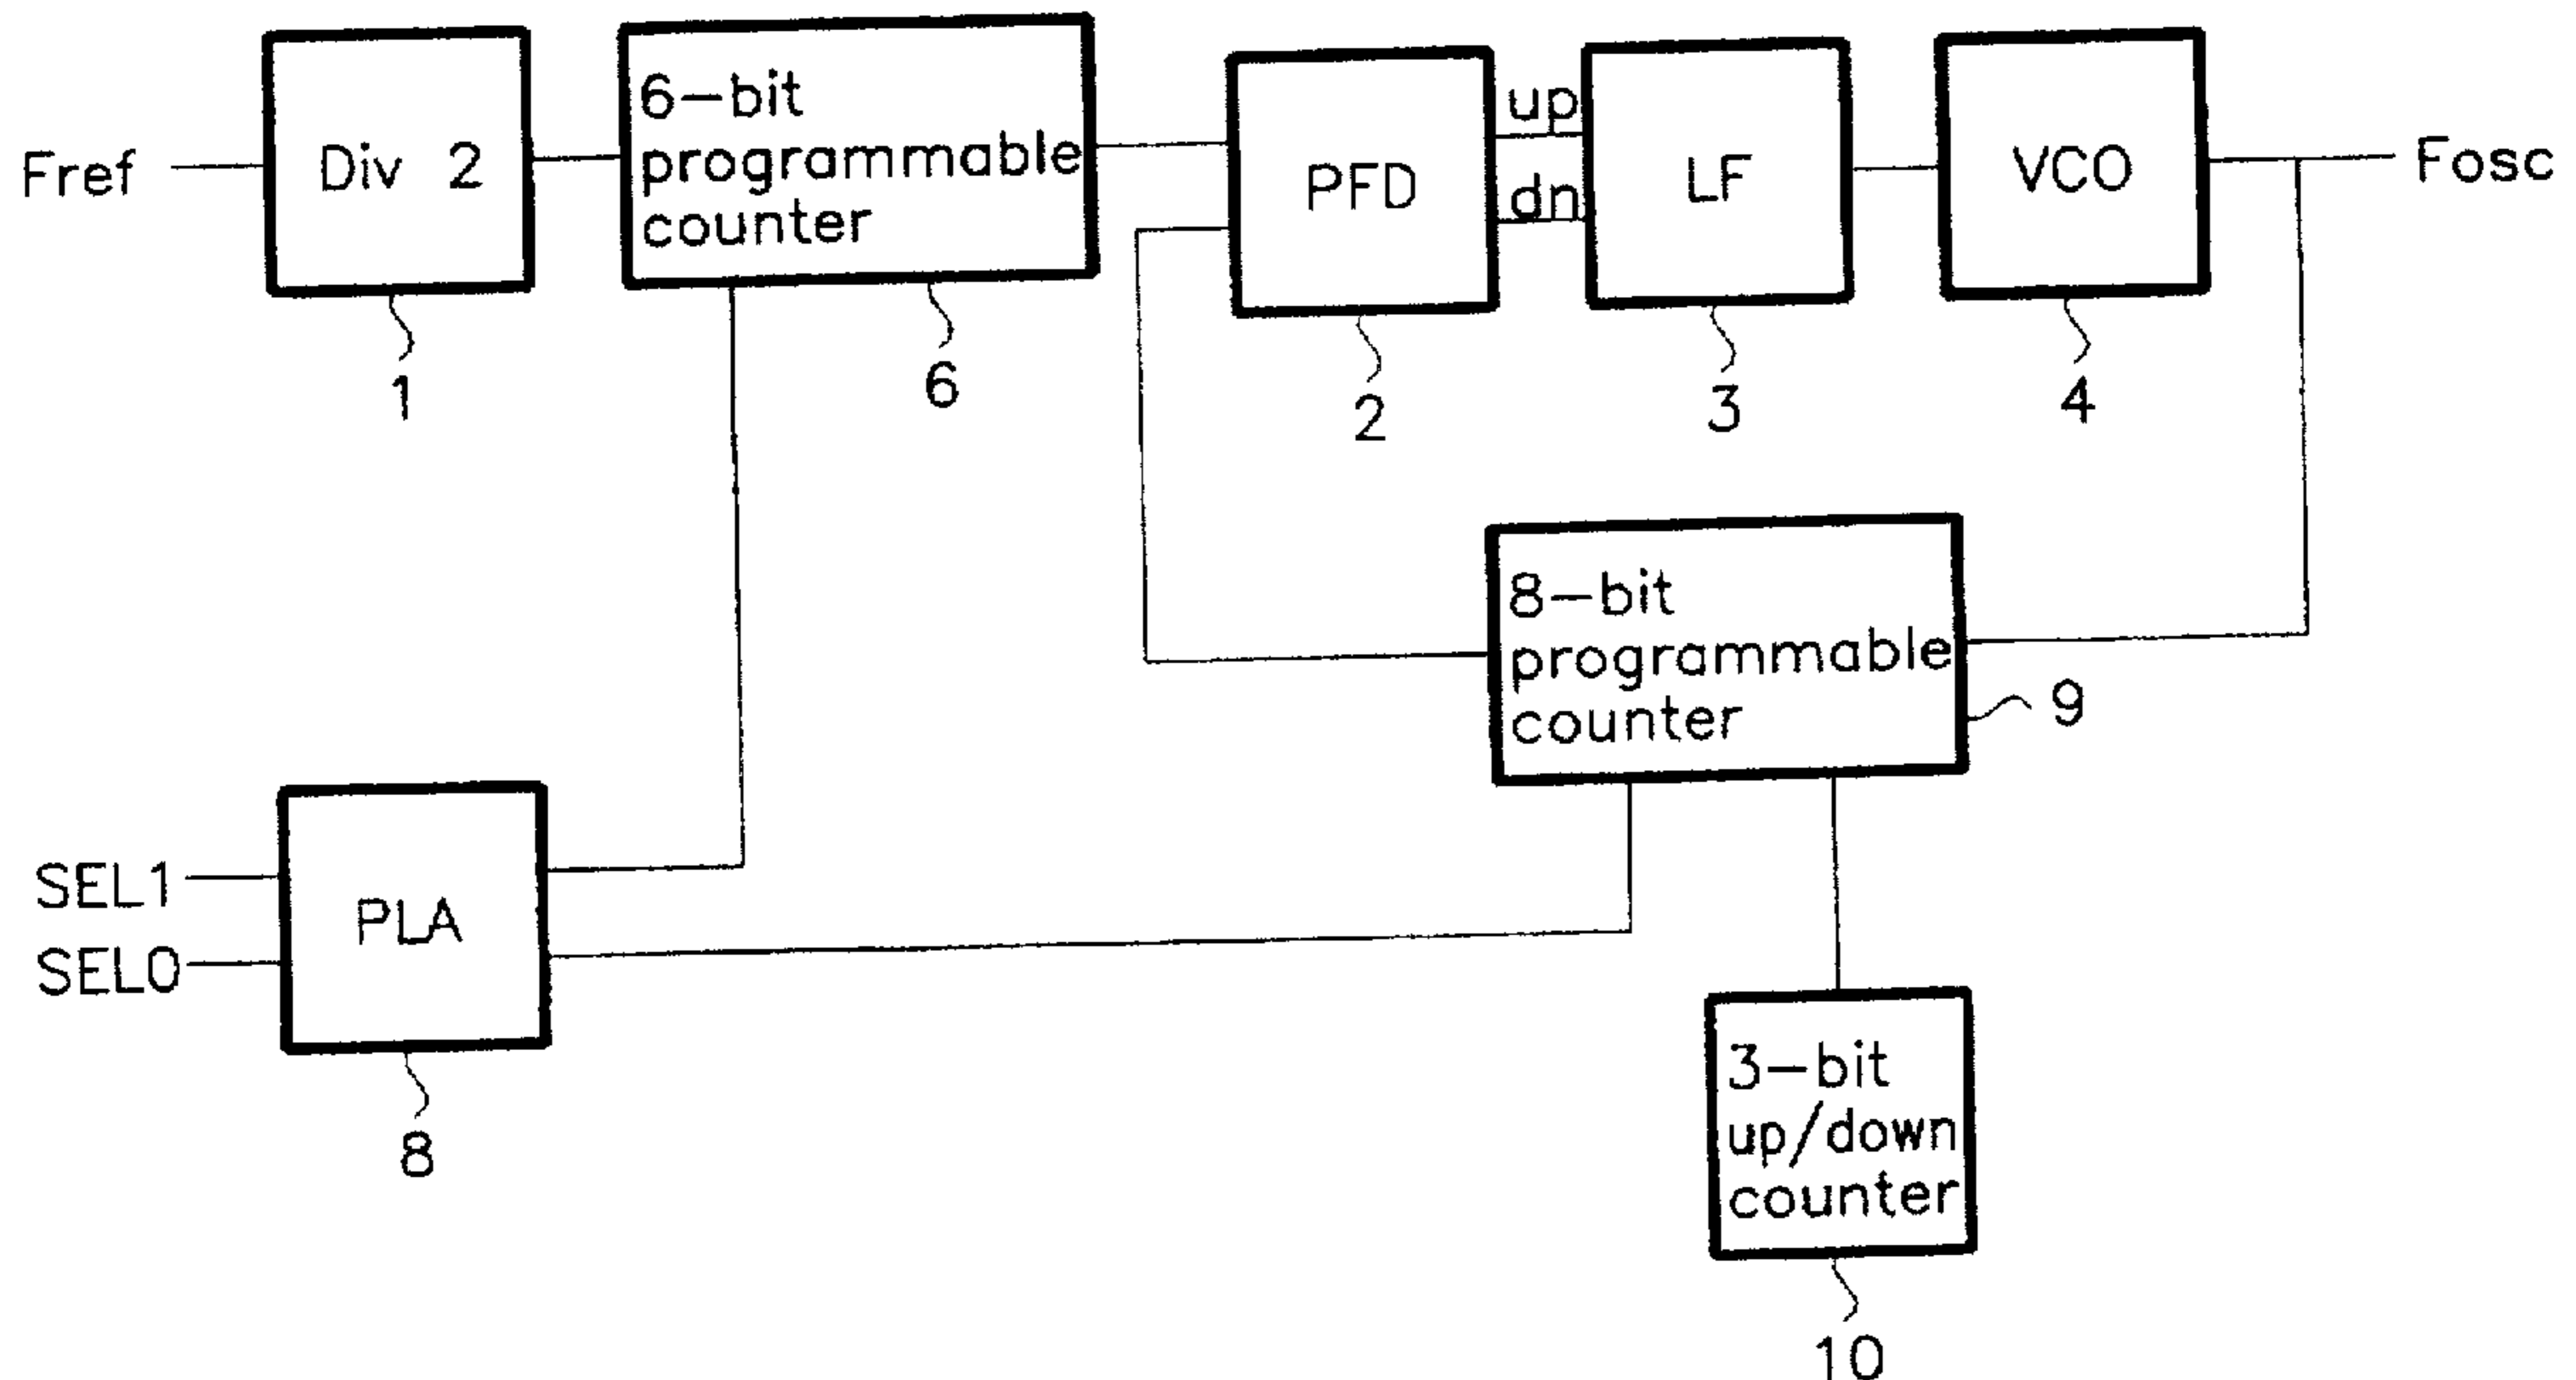 Fref
Div 2
6-bit
programmable
counter
PFD
up
dn
LF
VCO
Fosc
1
6
2
3
4
8-bit
programmable
counter
9
SEL1
SEL0
PLA
8
3-bit
up/down
counter
10